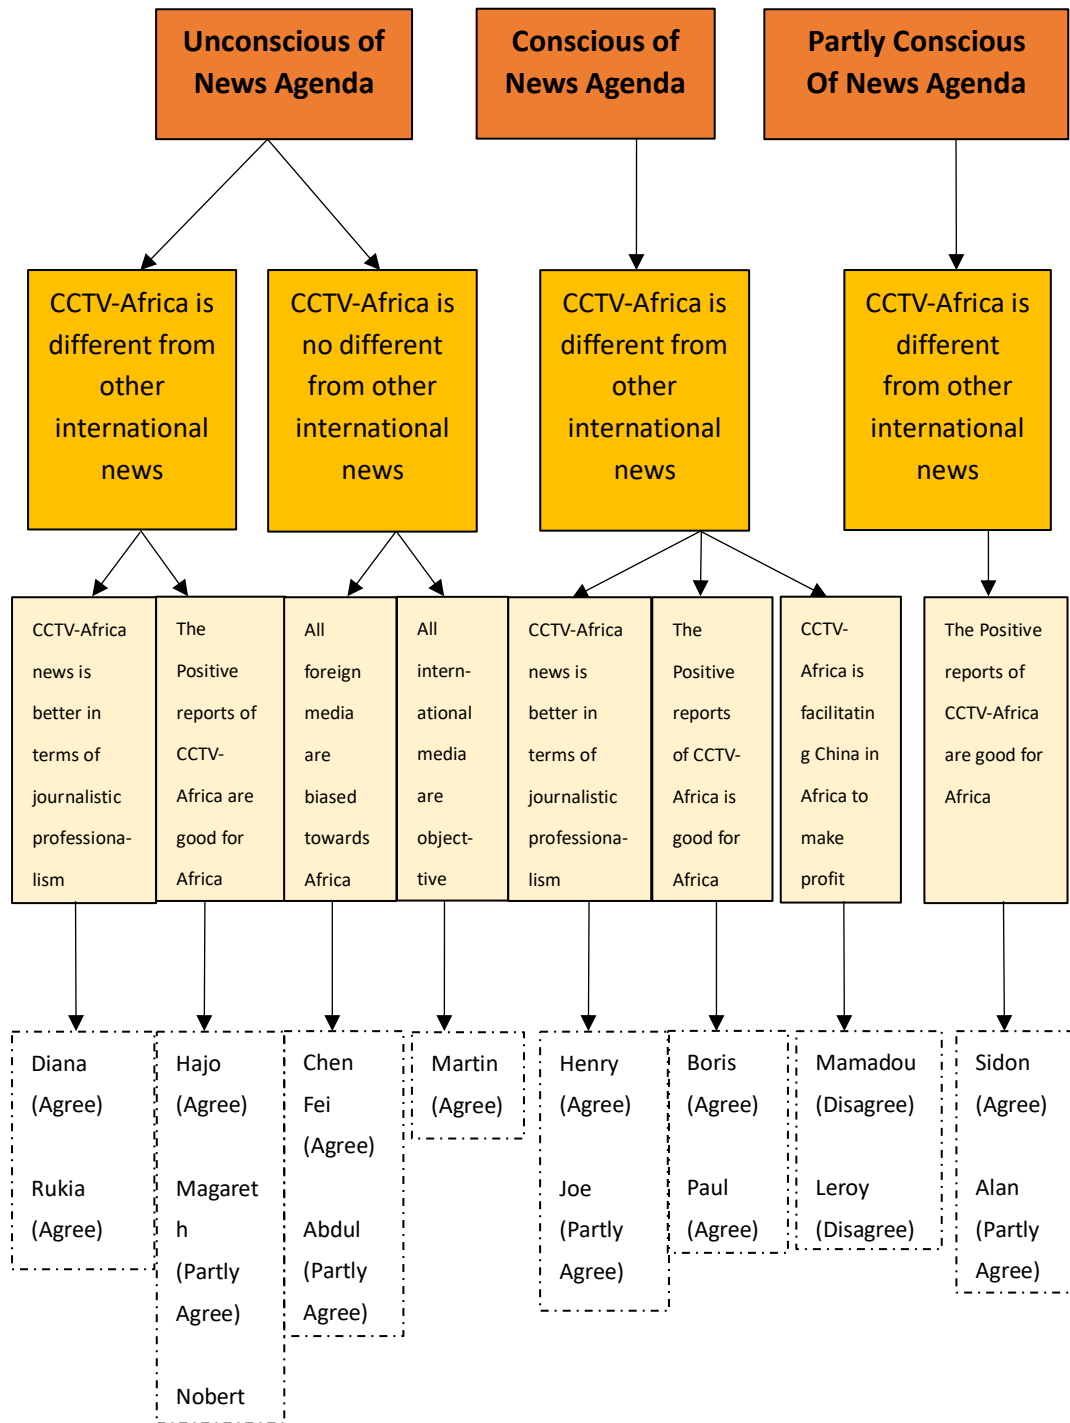 Unconscious of
News Agenda
Conscious of
News Agenda
Partly Conscious
Of News Agenda
CCTV-Africa is
different from
other
international
news
CCTV-Africa is
no different
from other
international
news
CCTV-Africa is
different from
other
international
news
CCTV-Africa is
different
from other
international
news
CCTV-Africa
news is
better in
terms of
journalistic
professiona-
lism
The
Positive
reports of
CCTV-
Africa are
good for
Africa
All
foreign
media
are
biased
towards
Africa
All
intern-
ational
media
are
object-
tive
CCTV-Africa
news is
better in
terms of
journalistic
professiona-
lism
The
Positive
reports
of CCTV-
Africa is
good for
Africa
CCTV-
Africa is
facilitatin
g China in
Africa to
make
profit
The Positive
reports of
CCTV-Africa
are good for
Africa
Diana
(Agree)
Rukia
(Agree)
Hajo
(Agree)
Magaret
h
(Partly
Agree)
Nobert
Chen
Fei
(Agree)
Abdul
(Partly
Agree)
Martin
(Agree)
Henry
(Agree)
Joe
(Partly
Agree)
Boris
(Agree)
Paul
(Agree)
Mamadou
(Disagree)
Leroy
(Disagree)
Sidon
(Agree)
Alan
(Partly
Agree)